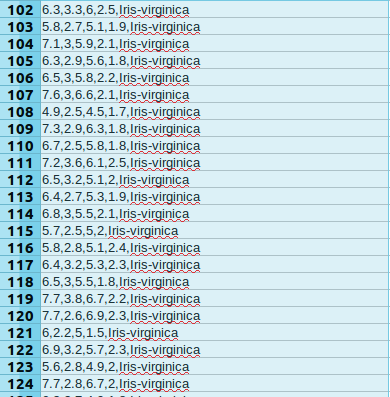 102 6.3,3.3,6,2.5,Iris-virginica
103 5.8,2.7,5.1,1.9,Iris-virginica
104 7.1,3,5.9,2.1,Iris-virginica
105 6.3,2.9,5.6,1.8,Iris-virginica
106 6.5,3,5.8,2.2,Iris-virginica
107 7.6,3,6.6,2.1,Iris-virginica
108 4.9,2.5,4.5,1.7,Iris-virginica
109 7.3,2.9,6.3,1.8,Iris-virginica
110 6.7,2.5,5.8,1.8,Iris-virginica
111 7.2,3.6,6.1,2.5,Iris-virginica
112 6.5,3.2,5.1,2,Iris-virginica
113 6.4,2.7,5.3,1.9,Iris-virginica
114 6.8,3,5.5,2.1,Iris-virginica
115 5.7,2.5,5,2,Iris-virginica
116 5.8,2.8,5.1,2.4,Iris-virginica
117 6.4,3.2,5.3,2.3,Iris-virginica
118 6.5,3,5.5,1.8,Iris-virginica
119 7.7,3.8,6.7,2.2,Iris-virginica
120 7.7,2.6,6.9,2.3,Iris-virginica
121 6,2.2,5,1.5,Iris-virginica
122 6.9,3.2,5.7,2.3,Iris-virginica
123 5.6,2.8,4.9,2,Iris-virginica
124 7.7,2.8,6.7,2,Iris-virginica